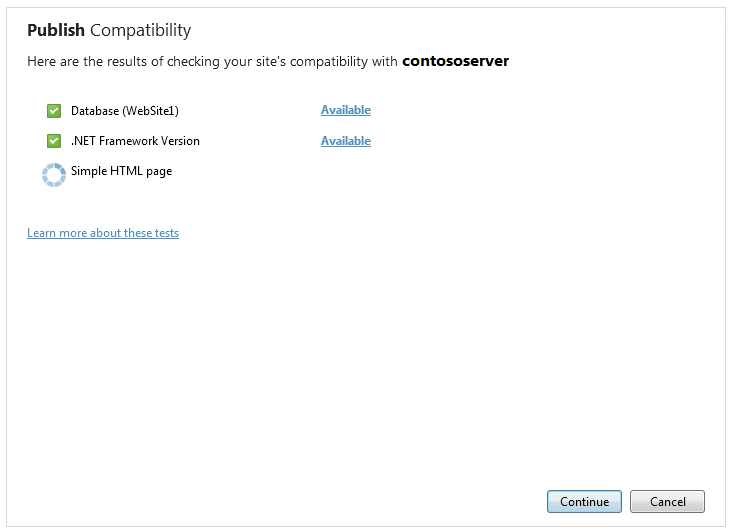 Publish Compatibility
Here are the results of checking your site's compatibility with contososerver
Database (WebSite1) Available
.NET Framework Version Available
Simple HTML page
Learn more about these tests
Continue Cancel